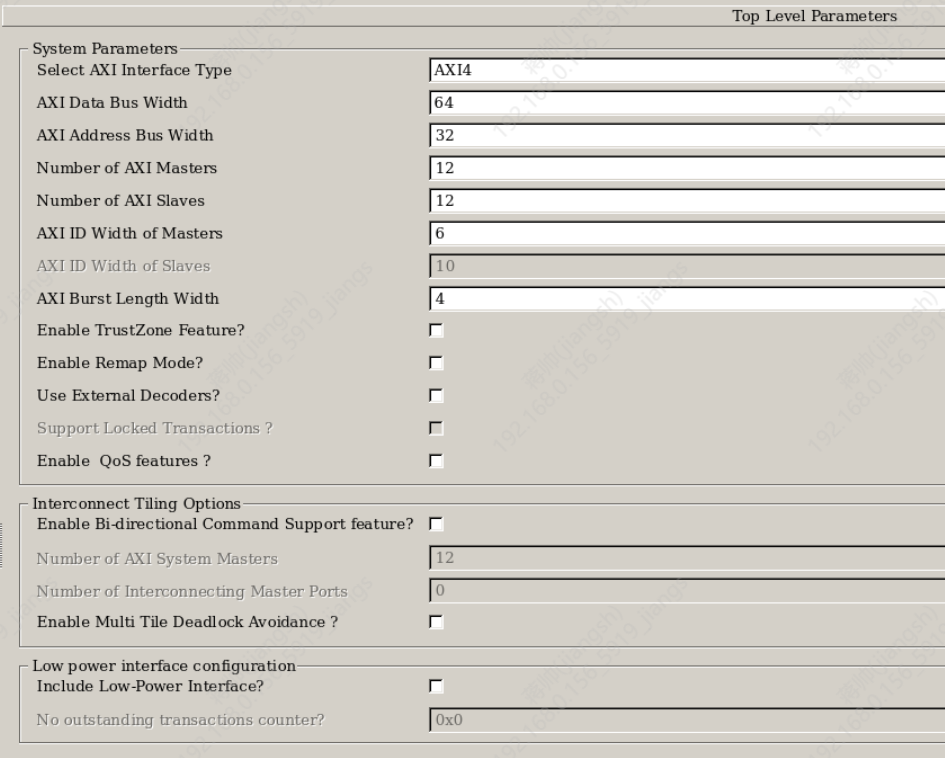 Top Level Parameters
System Parameters
Select AXI Interface Type AXI4
AXI Data Bus Width 64
AXI Address Bus Width 32
Number of AXI Masters 12
Number of AXI Slaves 12
AXI ID Width of Masters 6
AXI ID Width of Slaves 10
AXI Burst Length Width 4
Enable TrustZone Feature?
Enable Remap Mode?
Use External Decoders?
Support Locked Transactions ?
Enable QoS features ?
Interconnect Tiling Options
Enable Bi-directional Command Support feature?
Number of AXI System Masters 12
Number of Interconnecting Master Ports 0
Enable Multi Tile Deadlock Avoidance ?
Low power interface configuration
Include Low-Power Interface?
No outstanding transactions counter? 0x0